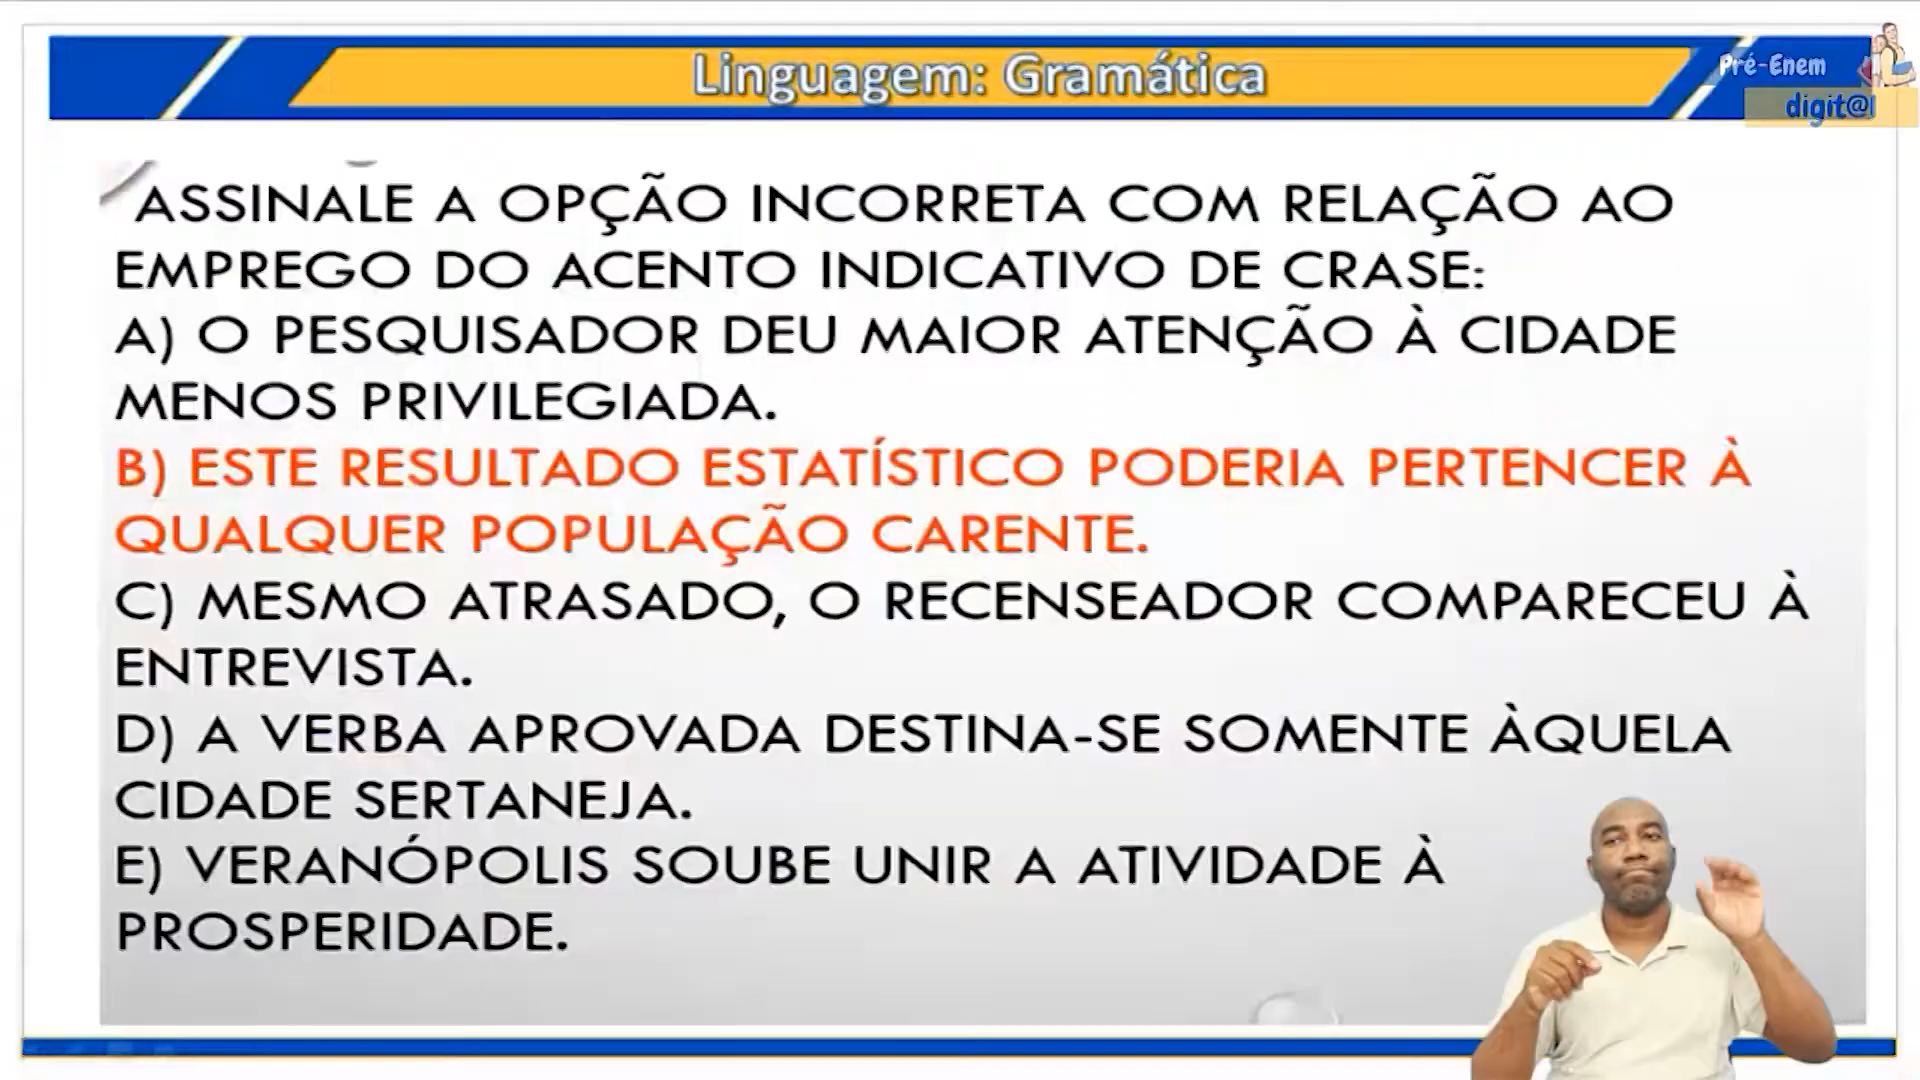 Linguagem: Gramática
Pré-Enem
digit@l
ASSINALE A OPÇÃO INCORRETA COM RELAÇÃO AO
EMPREGO DO ACENTO INDICATIVO DE CRASE:
A) O PESQUISADOR DEU MAIOR ATENÇÃO À CIDADE
MENOS PRIVILEGIADA.
B) ESTE RESULTADO ESTATÍSTICO PODERIA PERTENCER À
QUALQUER POPULAÇÃO CARENTE.
C) MESMO ATRASADO, O RECENSEADOR COMPARECEU À
ENTREVISTA.
D) A VERBA APROVADA DESTINA-SE SOMENTE ÀQUELA
CIDADE SERTANEJA.
E) VERANÓPOLIS SOUBE UNIR A ATIVIDADE À
PROSPERIDADE.